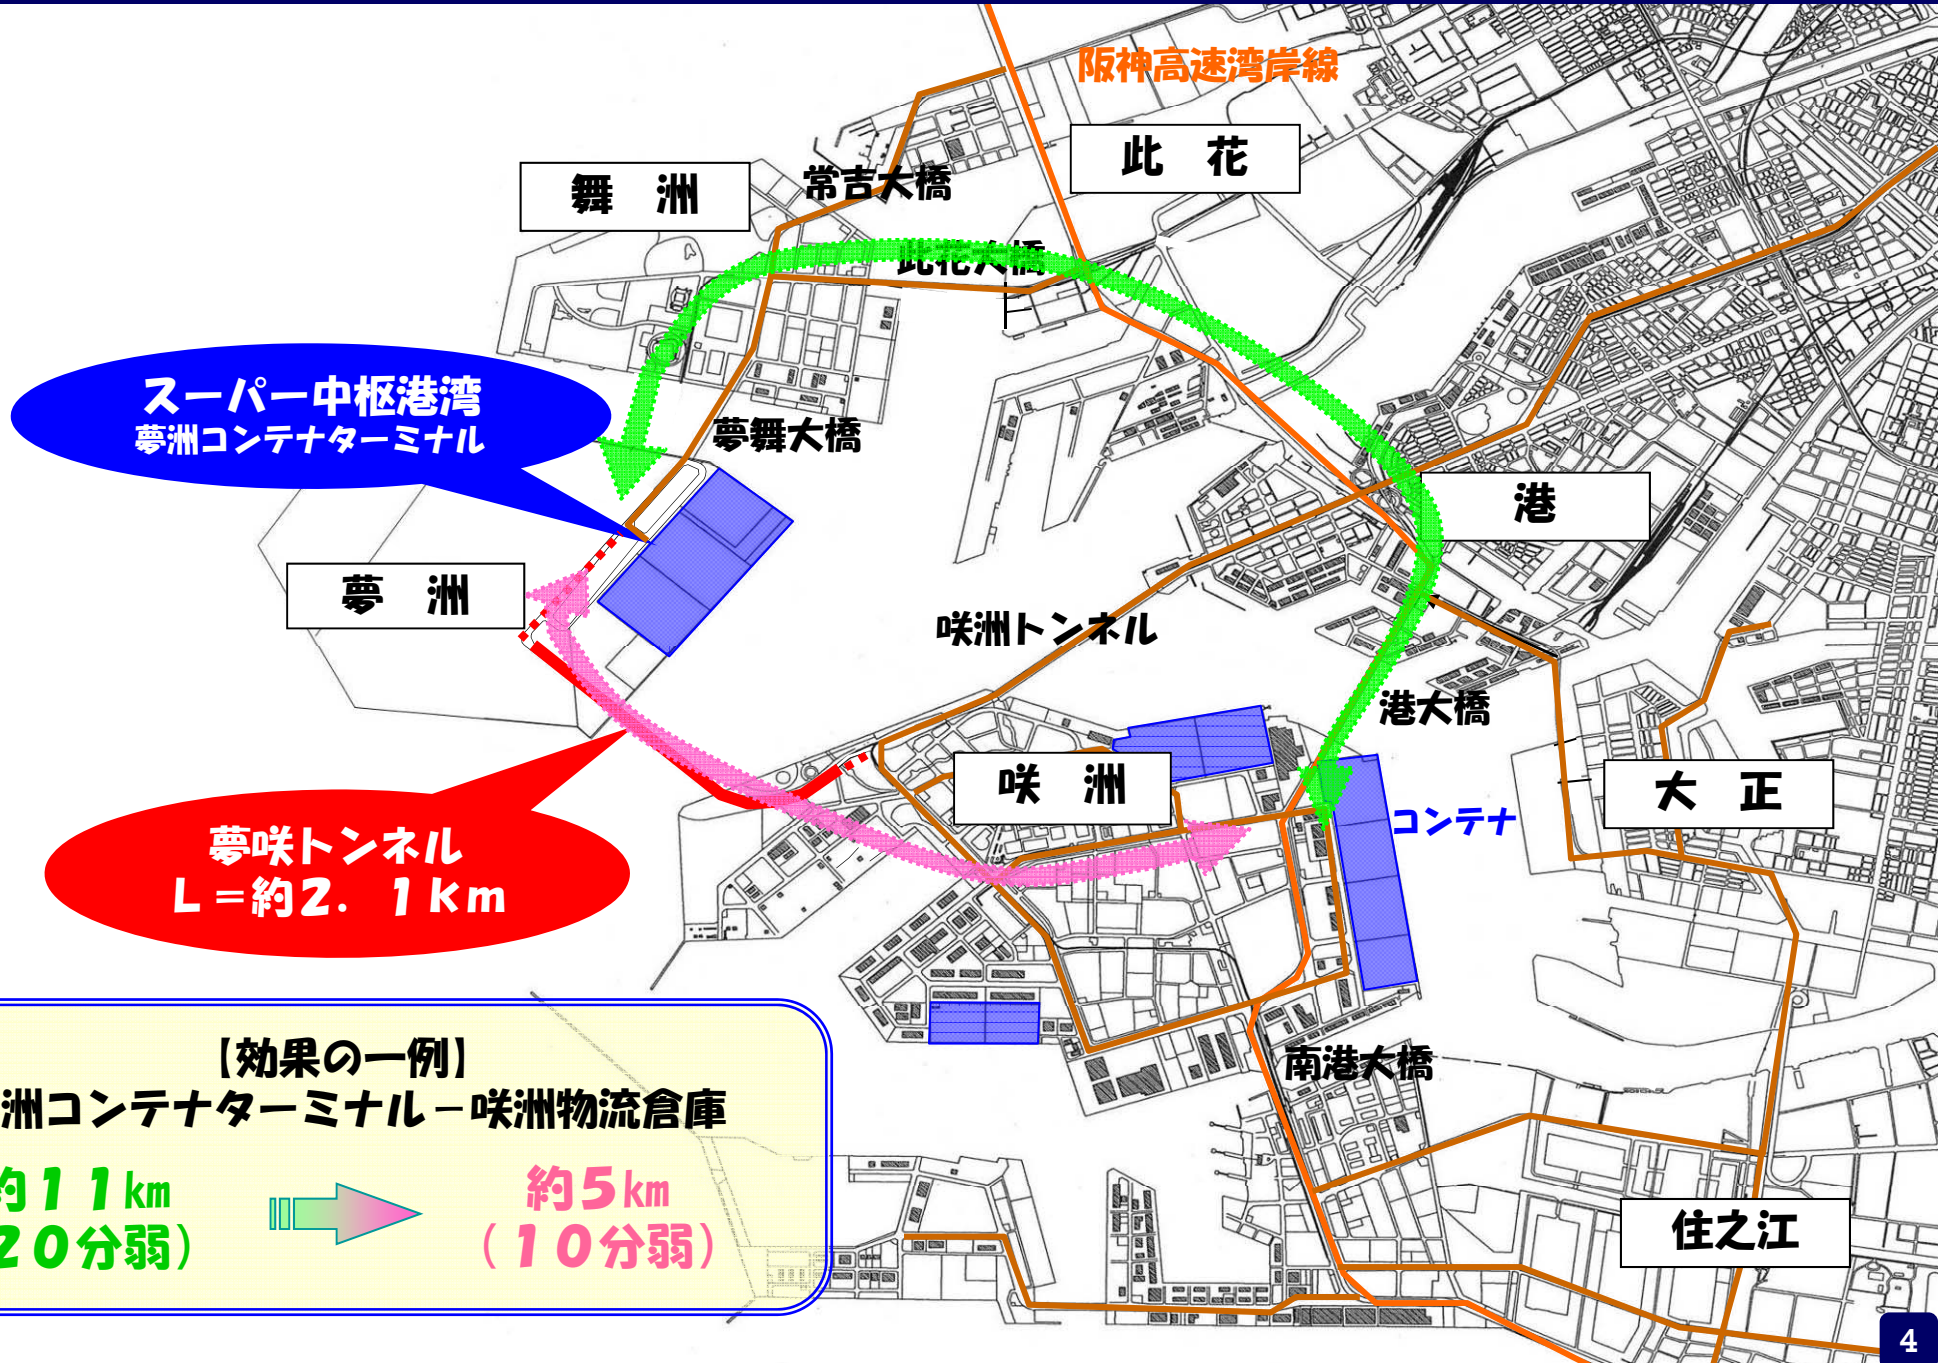 阪神高速湾岸線
此 花
舞 洲
常吉大橋
此花大橋
スーパー中枢港湾
夢洲コンテナターミナル
夢舞大橋
港
夢 洲
咲洲トンネル
港大橋
咲 洲
大 正
コンテナ
夢咲トンネル
L=約2.1km
南港大橋
【効果の一例】
洲コンテナターミナル－咲洲物流倉庫
約11km
20分弱)
約5km
(10分弱)
住之江
4